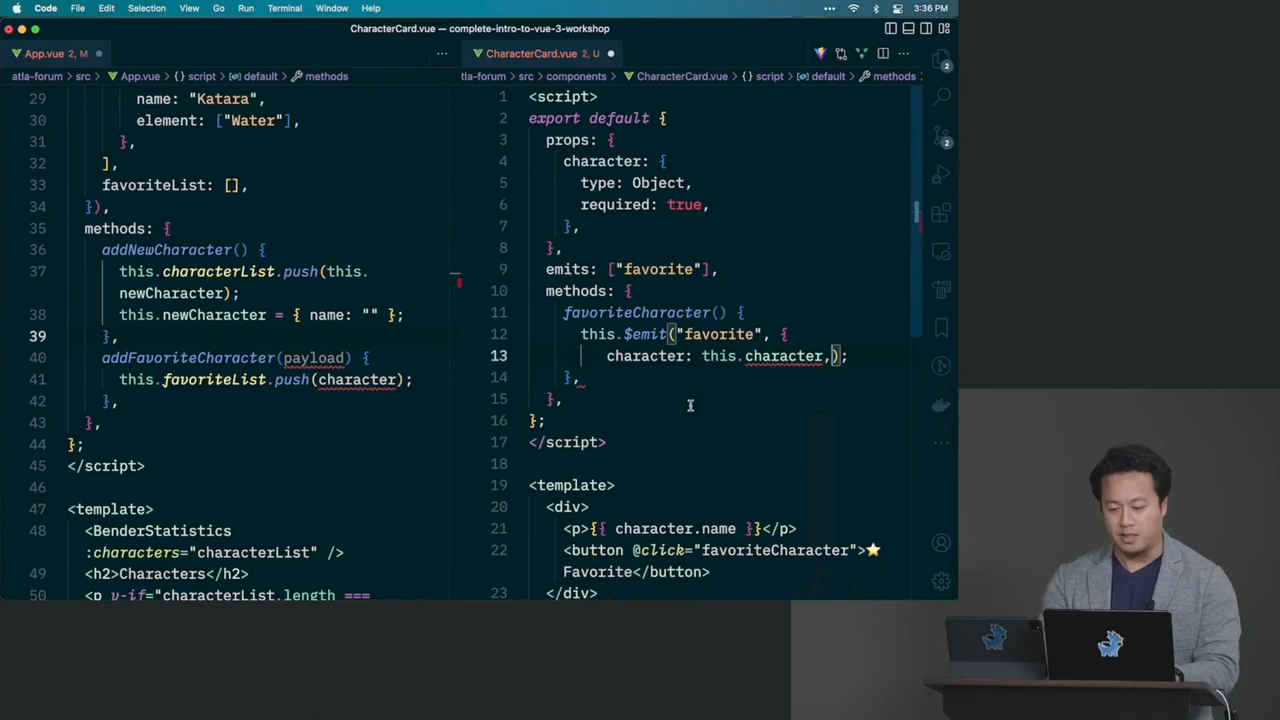 Code File Edit Selection View Go Run Terminal Window Help 3:36 PM
CharacterCard.vue — complete-intro-to-vue-3-workshop
App.vue 2, M
CharacterCard.vue 2, U
atla-forum > src > App.vue > {} script > default > methods
tla-forum > src > components > CharacterCard.vue > {} script > default > methods
29 name: "Katara",
30 element: ["Water"],
31 },
32 ],
33 favoriteList: [],
34 }),
35 methods: {
36 addNewCharacter() {
37 this.characterList.push(this.
newCharacter);
38 this.newCharacter = { name: "" };
39 },
40 addFavoriteCharacter(payload) {
41 this.favoriteList.push(character);
42 },
43 },
44 };
45 </script>
46
47 <template>
48 <BenderStatistics
:characters="characterList" />
49 <h2>Characters</h2>
50 <p v-if="characterList.length ===
1 <script>
2 export default {
3 props: {
4 character: {
5 type: Object,
6 required: true,
7 },
8 },
9 emits: ["favorite"],
10 methods: {
11 favoriteCharacter() {
12 this.$emit("favorite", {
13 character: this.character,);
14 },
15 },
16 };
17 </script>
18
19 <template>
20 <div>
21 <p>{{ character.name }}</p>
22 <button @click="favoriteCharacter">⭐
Favorite</button>
23 </div>
2
2